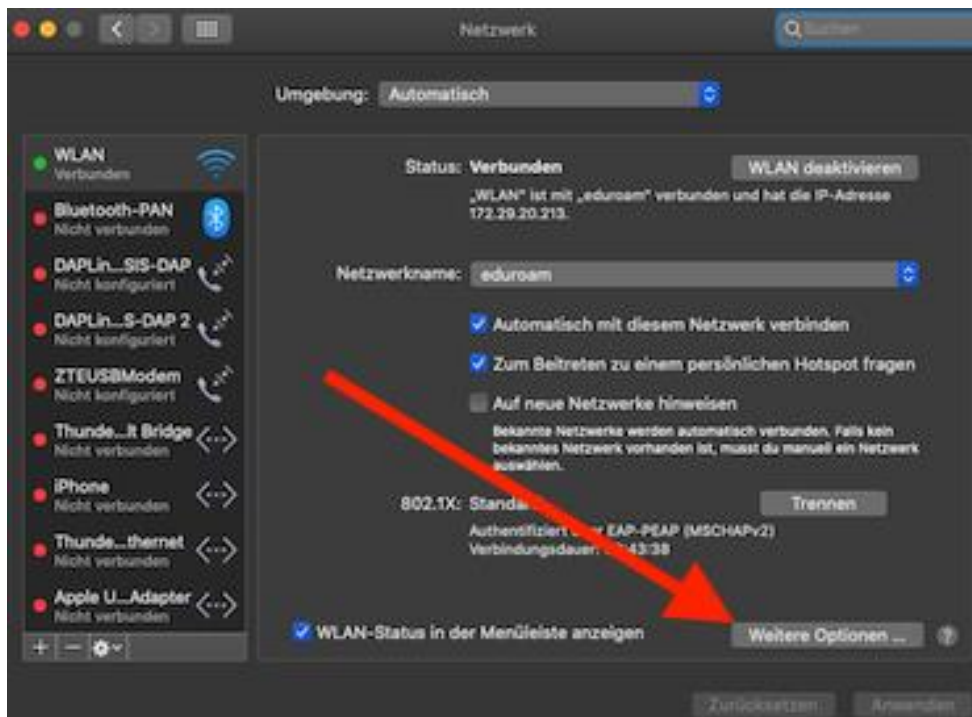 Netzwerk
Suchen
Umgebung: Automatisch
WLAN
Verbunden
Bluetooth-PAN
Nicht verbunden
DAPLin...SIS-DAP
Nicht konfiguriert
DAPLin...S-DAP 2
Nicht konfiguriert
ZTEUSBModem
Nicht konfiguriert
Thunde...lt Bridge
Nicht verbunden
iPhone
Nicht verbunden
Thunde...thernet
Nicht verbunden
Apple U...Adapter
Nicht verbunden
Status: Verbunden
WLAN deaktivieren
„WLAN“ ist mit „eduroam“ verbunden und hat die IP-Adresse
172.29.20.213.
Netzwerkname: eduroam
Automatisch mit diesem Netzwerk verbinden
Zum Beitreten zu einem persönlichen Hotspot fragen
Auf neue Netzwerke hinweisen
Bekannte Netzwerke werden automatisch verbunden. Falls kein
bekanntes Netzwerk vorhanden ist, musst du manuell ein Netzwerk
auswählen.
802.1X:
Trennen
Authentifiziert EAP-PEAP (MSCHAPv2)
Verbindungsdauer: :43:38
WLAN-Status in der Menüleiste anzeigen
Weitere Optionen ...
?
Zurücksetzen
Anwenden